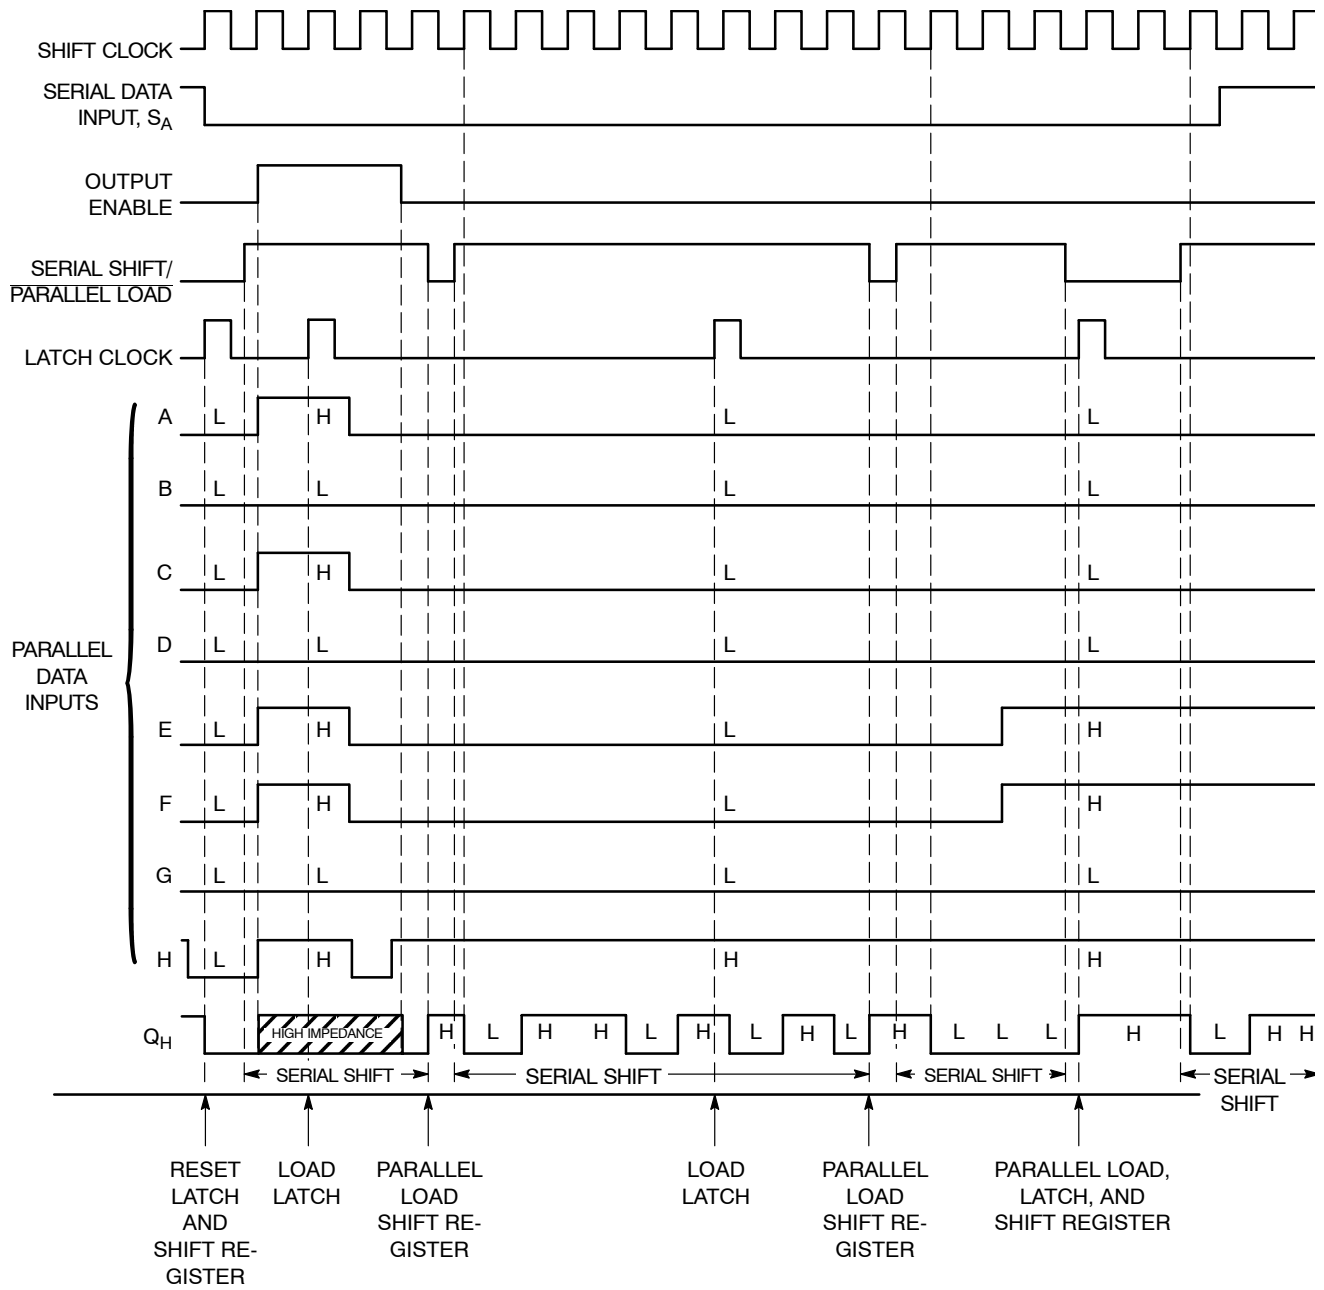 SHIFT CLOCK
SERIAL DATA
INPUT, SA
OUTPUT
ENABLE
SERIAL SHIFT/
PARALLEL LOAD
LATCH CLOCK
A L H L L
B L L L L
C L H L L
D L L L L
PARALLEL
DATA
INPUTS
E L H L H
F L H L H
G L L L L
H L H H H
QH HIGH IMPEDANCE H L H H L H L H L H L L L H L H H
SERIAL SHIFT SERIAL SHIFT SERIAL SHIFT SERIAL
SHIFT
RESET
LATCH
AND
SHIFT RE-
GISTER
LOAD
LATCH
PARALLEL
LOAD
SHIFT RE-
GISTER
LOAD
LATCH
PARALLEL
LOAD
SHIFT RE-
GISTER
PARALLEL LOAD,
LATCH, AND
SHIFT REGISTER